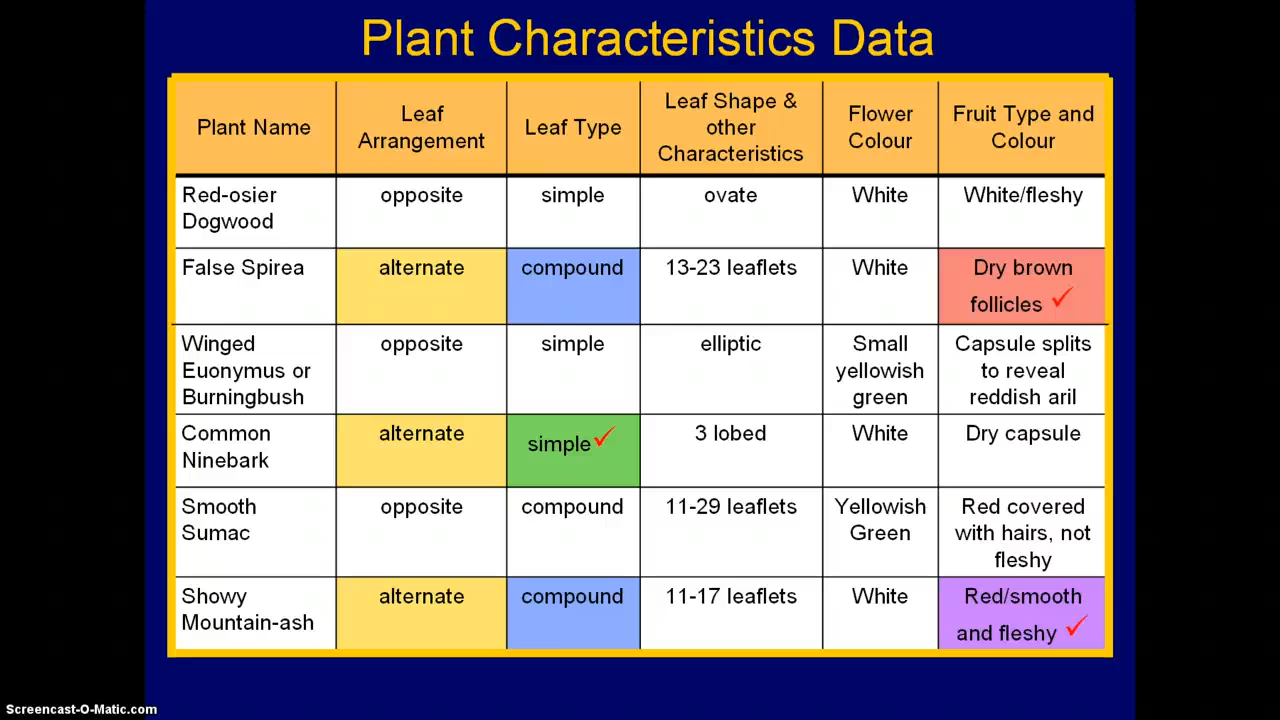 Plant Characteristics Data
Plant Name
Leaf
Arrangement
Leaf Type
Leaf Shape &
other
Characteristics
Flower
Colour
Fruit Type and
Colour
Red-osier
Dogwood
opposite
simple
ovate
White
White/fleshy
False Spirea
alternate
compound
13-23 leaflets
White
Dry brown
follicles ✓
Winged
Euonymus or
Burningbush
opposite
simple
elliptic
Small
yellowish
green
Capsule splits
to reveal
reddish aril
Common
Ninebark
alternate
simple ✓
3 lobed
White
Dry capsule
Smooth
Sumac
opposite
compound
11-29 leaflets
Yellowish
Green
Red covered
with hairs, not
fleshy
Showy
Mountain-ash
alternate
compound
11-17 leaflets
White
Red/smooth
and fleshy ✓
Screencast-O-Matic.com